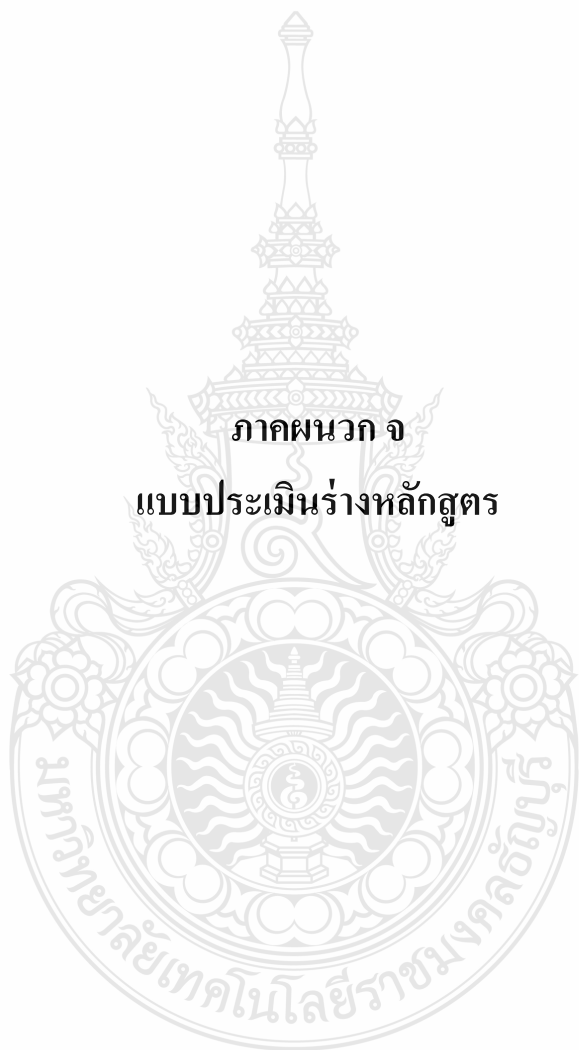 ภาคผนวก จ
แบบประเมินร่างหลักสูตร
มหาวิทยาลัยเทคโนโลยีราชมงคลธัญบุรี